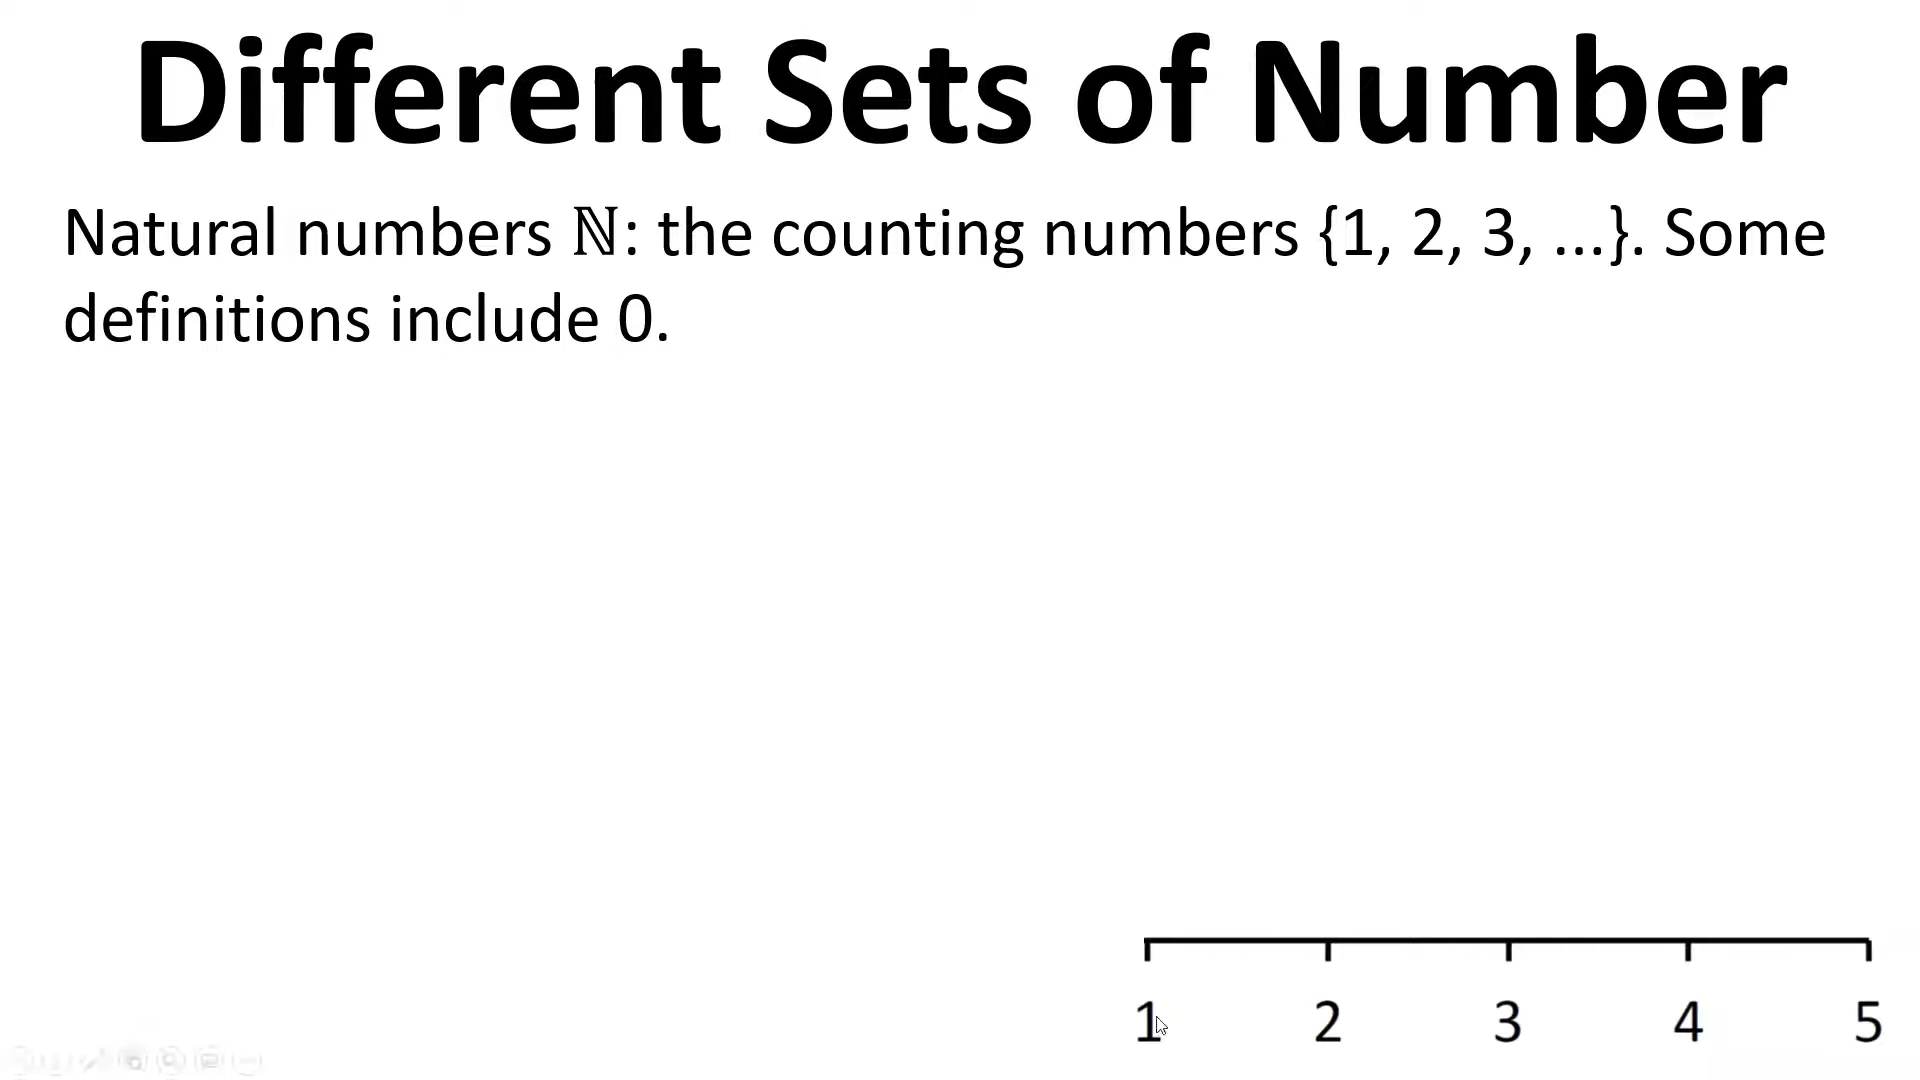 Different Sets of Number
Natural numbers ℕ: the counting numbers {1, 2, 3, ...}. Some
definitions include 0.
1 2 3 4 5